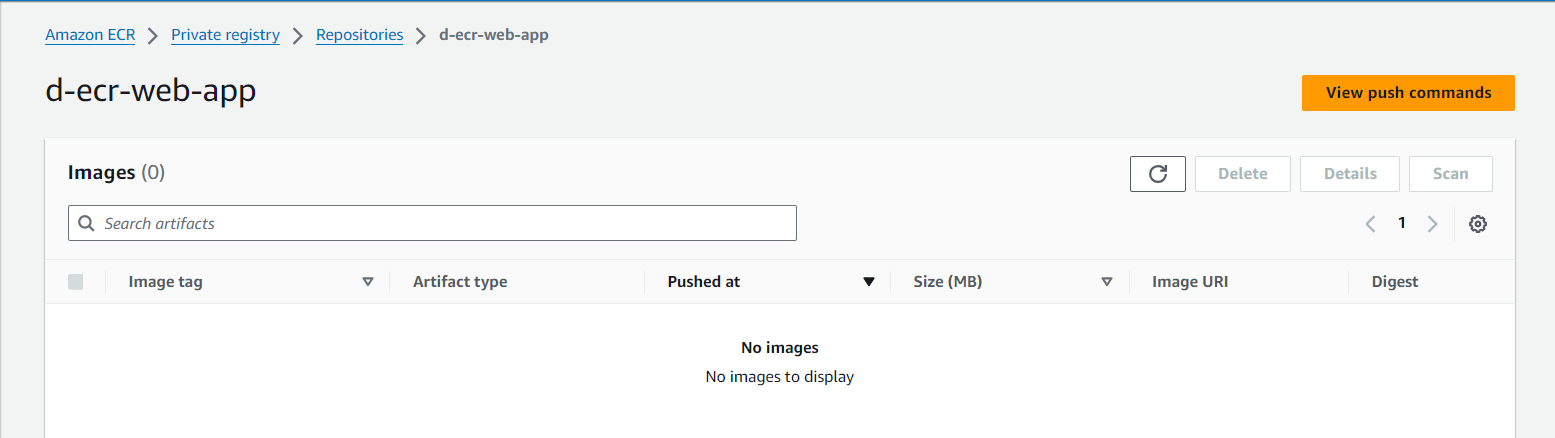 Amazon ECR > Private registry > Repositories > d-ecr-web-app
d-ecr-web-app
View push commands
Images (0)
Delete
Details
Scan
Search artifacts
1
Image tag Artifact type Pushed at Size (MB) Image URI Digest
No images
No images to display